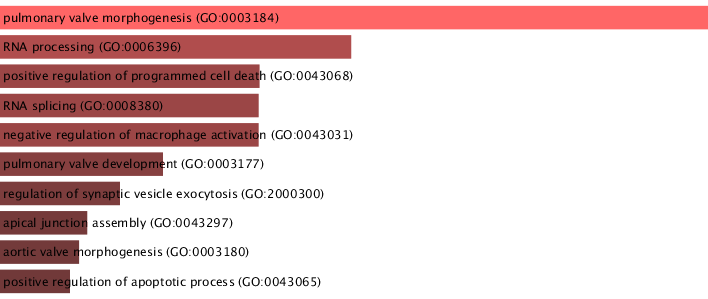 pulmonary valve morphogenesis (GO:0003184)
RNA processing (GO:0006396)
positive regulation of programmed cell death (GO:0043068)
RNA splicing (GO:0008380)
negative regulation of macrophage activation (GO:0043031)
pulmonary valve development (GO:0003177)
regulation of synaptic vesicle exocytosis (GO:2000300)
apical junction assembly (GO:0043297)
aortic valve morphogenesis (GO:0003180)
positive regulation of apoptotic process (GO:0043065)